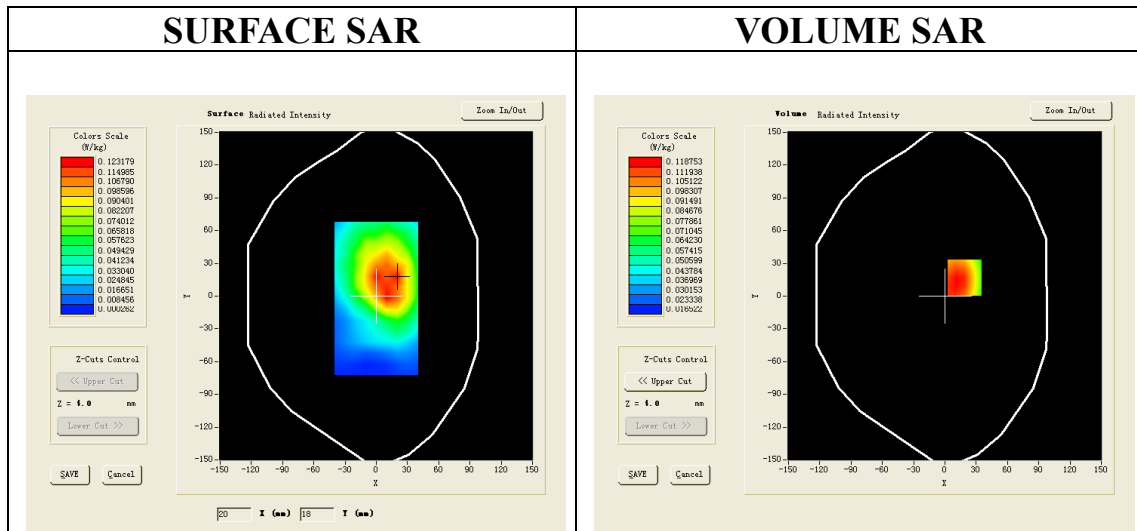 SURFACE SAR
VOLUME SAR
Surface Radiated Intensity
Zoom In/Out
Colors Scale
(W/kg)
0.123179
0.114985
0.106790
0.098596
0.090401
0.082207
0.074012
0.065818
0.057623
0.049429
0.041234
0.033040
0.024845
0.016651
0.008456
0.000262
150
120
90
60
30
0
-30
-60
-90
-120
-150
Y
-150 -120 -90 -60 -30 0 30 60 90 120 150
X
Z-Cuts Control
<< Upper Cut
Z = 4.0 mm
Lower Cut >>
SAVE
Cancel
20 X (mm) 18 Y (mm)
Volume Radiated Intensity
Zoom In/Out
Colors Scale
(W/kg)
0.118753
0.111938
0.105122
0.098307
0.091491
0.084676
0.077861
0.071045
0.064230
0.057415
0.050599
0.043784
0.036969
0.030153
0.023338
0.016522
150
120
90
60
30
0
-30
-60
-90
-120
-150
Y
-150 -120 -90 -60 -30 0 30 60 90 120 150
X
Z-Cuts Control
<< Upper Cut
Z = 4.0 mm
Lower Cut >>
SAVE
Cancel